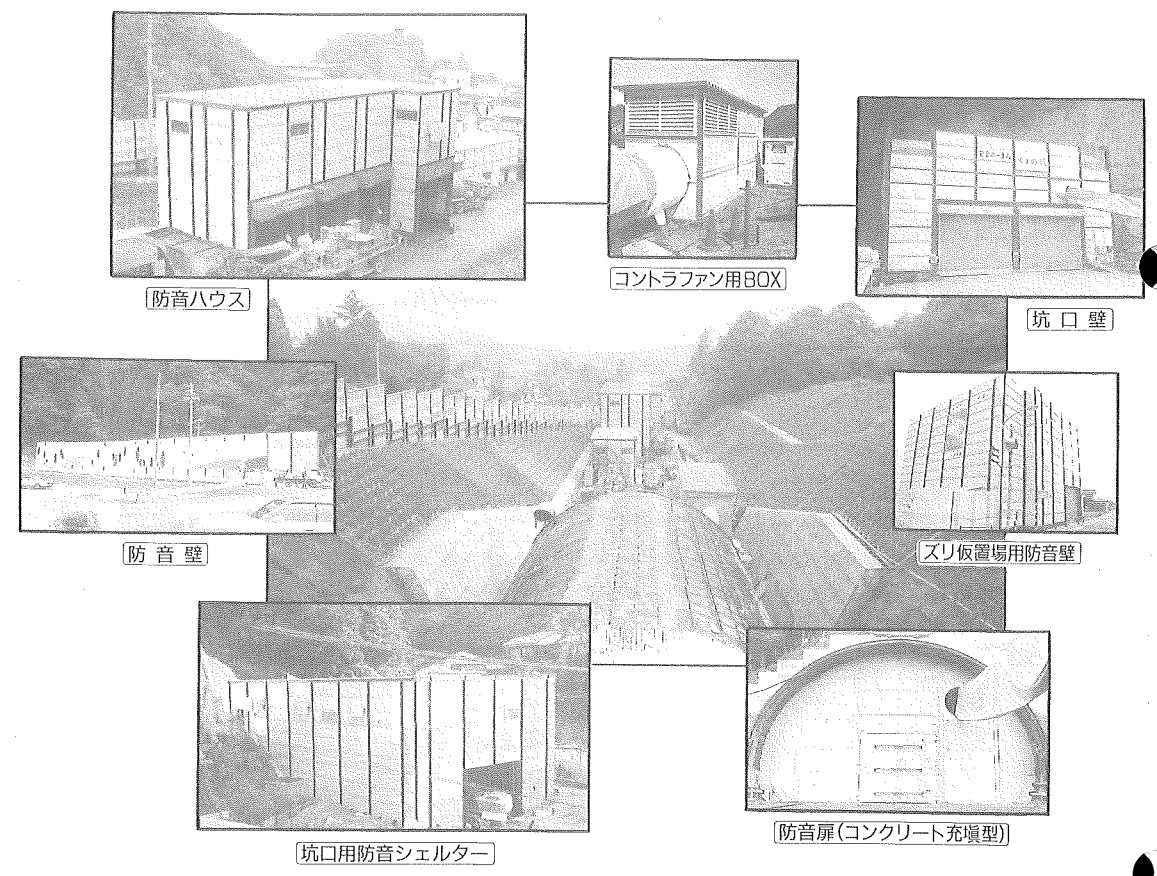 防音ハウス
コントラファン用BOX
坑口壁
防音壁
ズリ仮置場用防音壁
坑口用防音シェルター
防音扉(コンクリート充塡型)